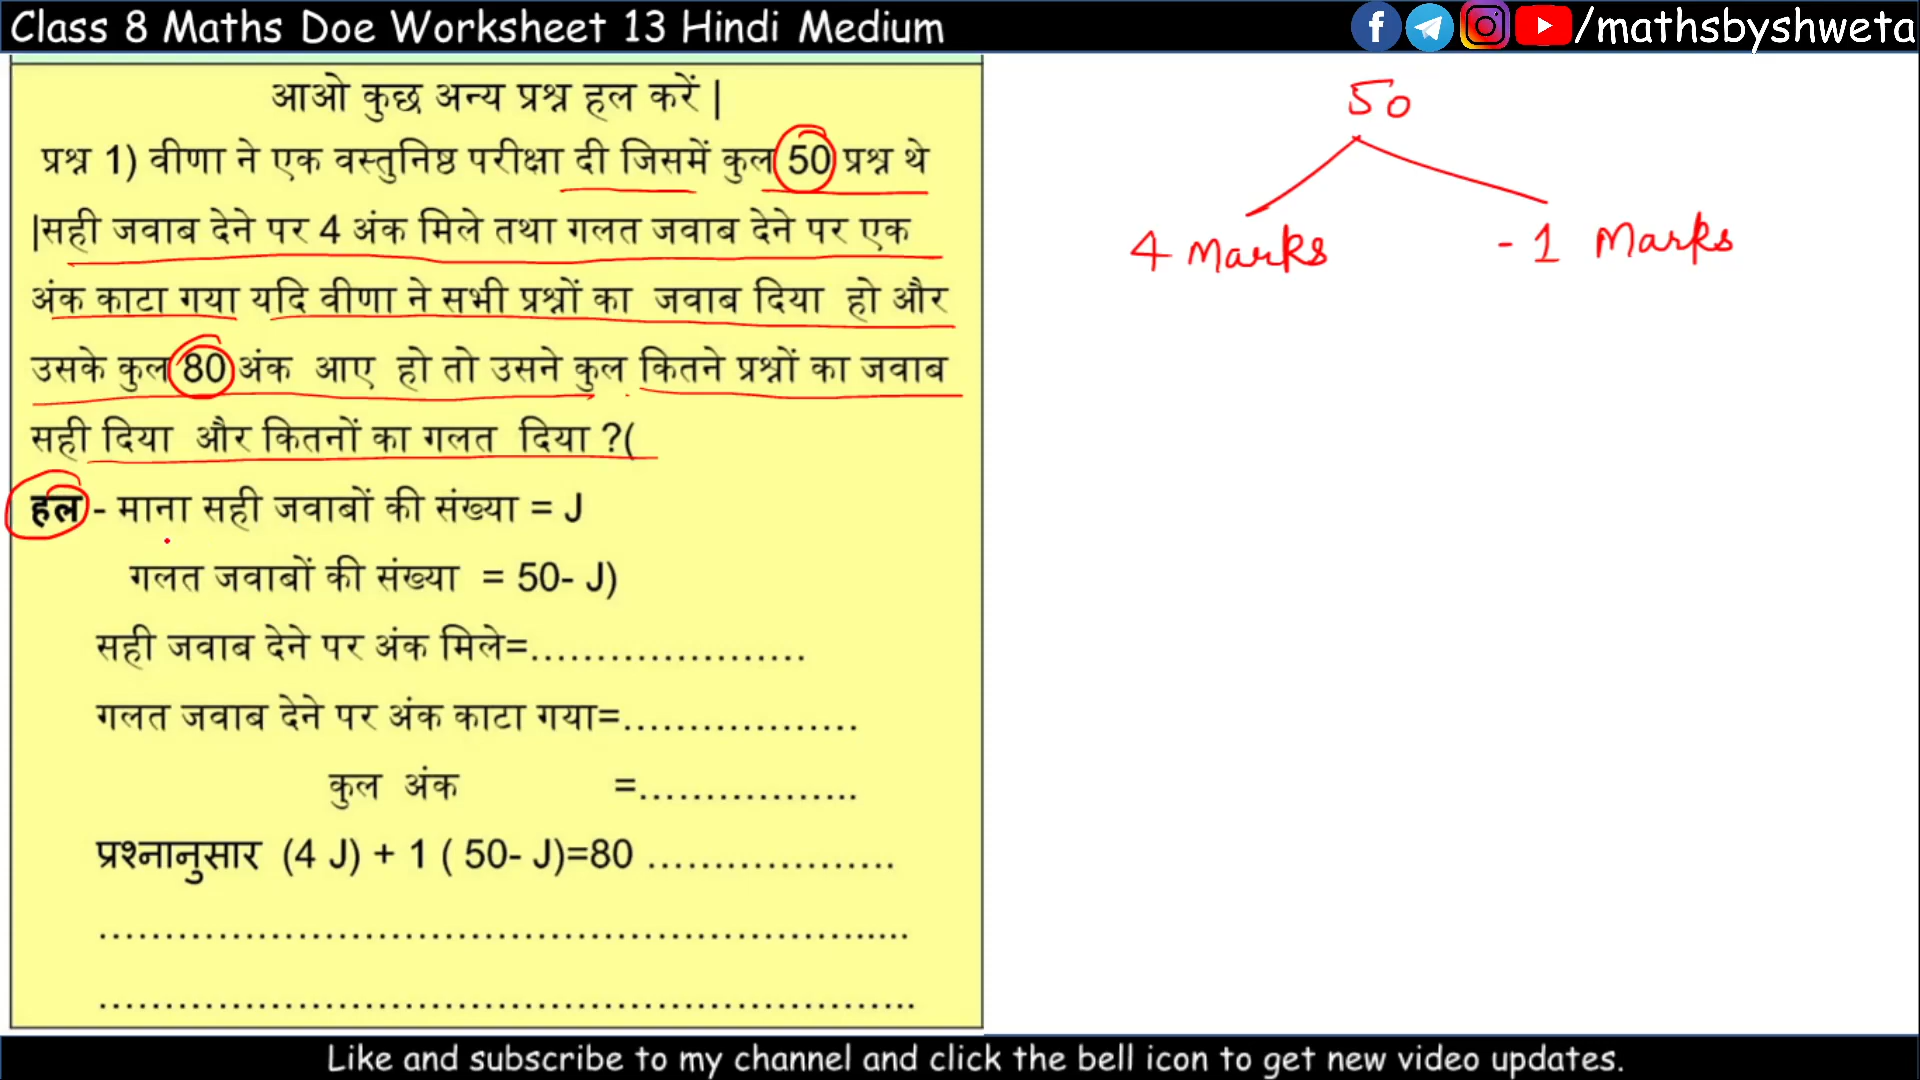 Class 8 Maths Doe Worksheet 13 Hindi Medium
/mathsbyshweta
आओ कुछ अन्य प्रश्न हल करें |
प्रश्न 1) वीणा ने एक वस्तुनिष्ठ परीक्षा दी जिसमें कुल 50 प्रश्न थे
|सही जवाब देने पर 4 अंक मिले तथा गलत जवाब देने पर एक
अंक काटा गया यदि वीणा ने सभी प्रश्नों का जवाब दिया हो और
उसके कुल 80 अंक आए हो तो उसने कुल कितने प्रश्नों का जवाब
सही दिया और कितनों का गलत दिया ?(
हल - माना सही जवाबों की संख्या = J
गलत जवाबों की संख्या = 50- J)
सही जवाब देने पर अंक मिले=.....................
गलत जवाब देने पर अंक काटा गया=..................
कुल अंक =.................
प्रश्नानुसार (4 J) + 1 ( 50- J)=80 ...................
..............................................................
..............................................................
50
4 Marks
- 1 Marks
Like and subscribe to my channel and click the bell icon to get new video updates.